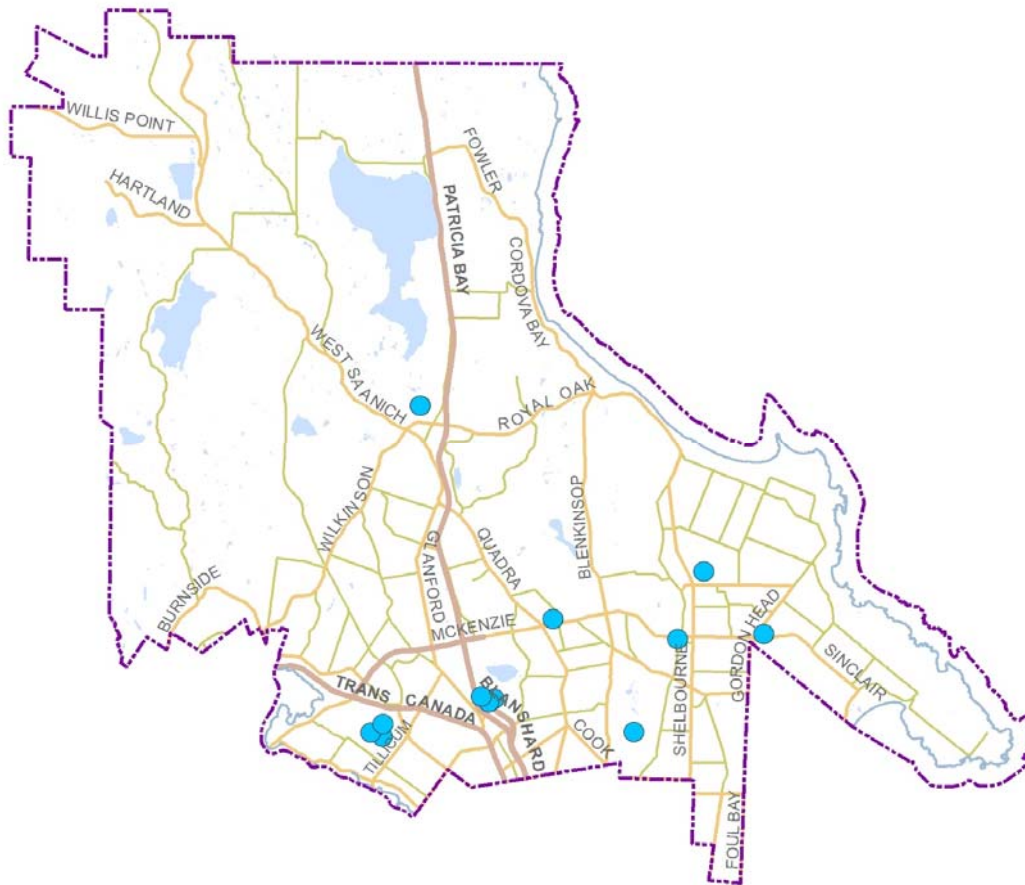 WILLIS POINT
HARTLAND
FOWLER
PATRICIA BAY
CORDOVA BAY
WEST SAANICH
ROYAL OAK
WILKINSON
BLENKINSOP
GLANFORD
QUADRA
BURNSIDE
MCKENZIE
GORDON HEAD
SINCLAIR
SHELBOURNE
TRANS CANADA
BLANSHARD
TILLICUM
COOK
FOUL BAY